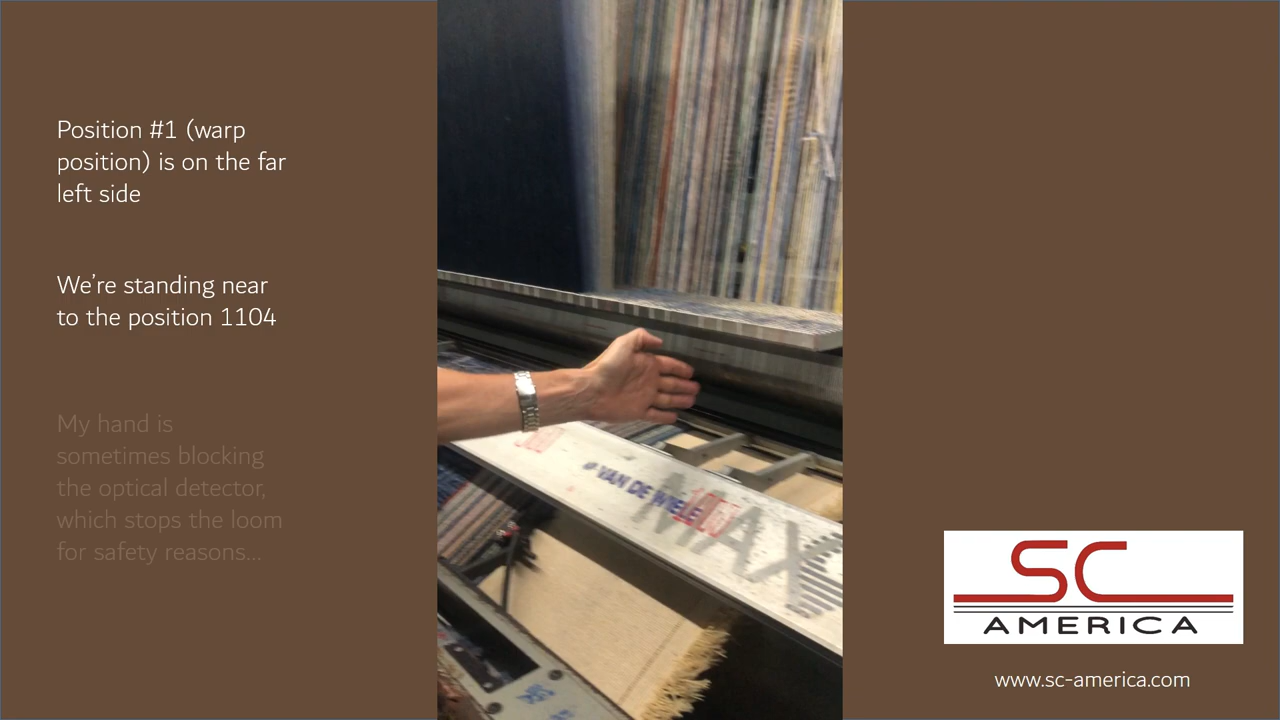 Position #1 (warp
position) is on the far
left side
We're standing near
to the position 1104
My hand is
sometimes blocking
the optical detector,
which stops the loom
for safety reasons...
VAN DE WIELE
MAX
SC
AMERICA
www.sc-america.com